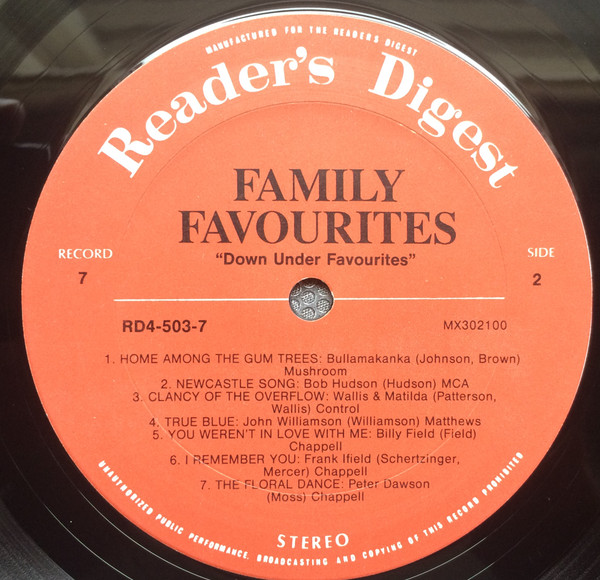 MANUFACTURED FOR THE READERS DIGEST
Reader's Digest
FAMILY
FAVOURITES
"Down Under Favourites"
RECORD
7
SIDE
2
RD4-503-7
MX302100
1. HOME AMONG THE GUM TREES: Bullamakanka (Johnson, Brown)
Mushroom
2. NEWCASTLE SONG: Bob Hudson (Hudson) MCA
3. CLANCY OF THE OVERFLOW: Wallis & Matilda (Patterson,
Wallis) Control
4. TRUE BLUE: John Williamson (Williamson) Matthews
5. YOU WEREN'T IN LOVE WITH ME: Billy Field (Field)
Chappell
6. I REMEMBER YOU: Frank Ifield (Schertzinger,
Mercer) Chappell
7. THE FLORAL DANCE: Peter Dawson
(Moss) Chappell
STEREO
UNAUTHORIZED PUBLIC PERFORMANCE, BROADCASTING AND COPYING OF THIS RECORD PROHIBITED